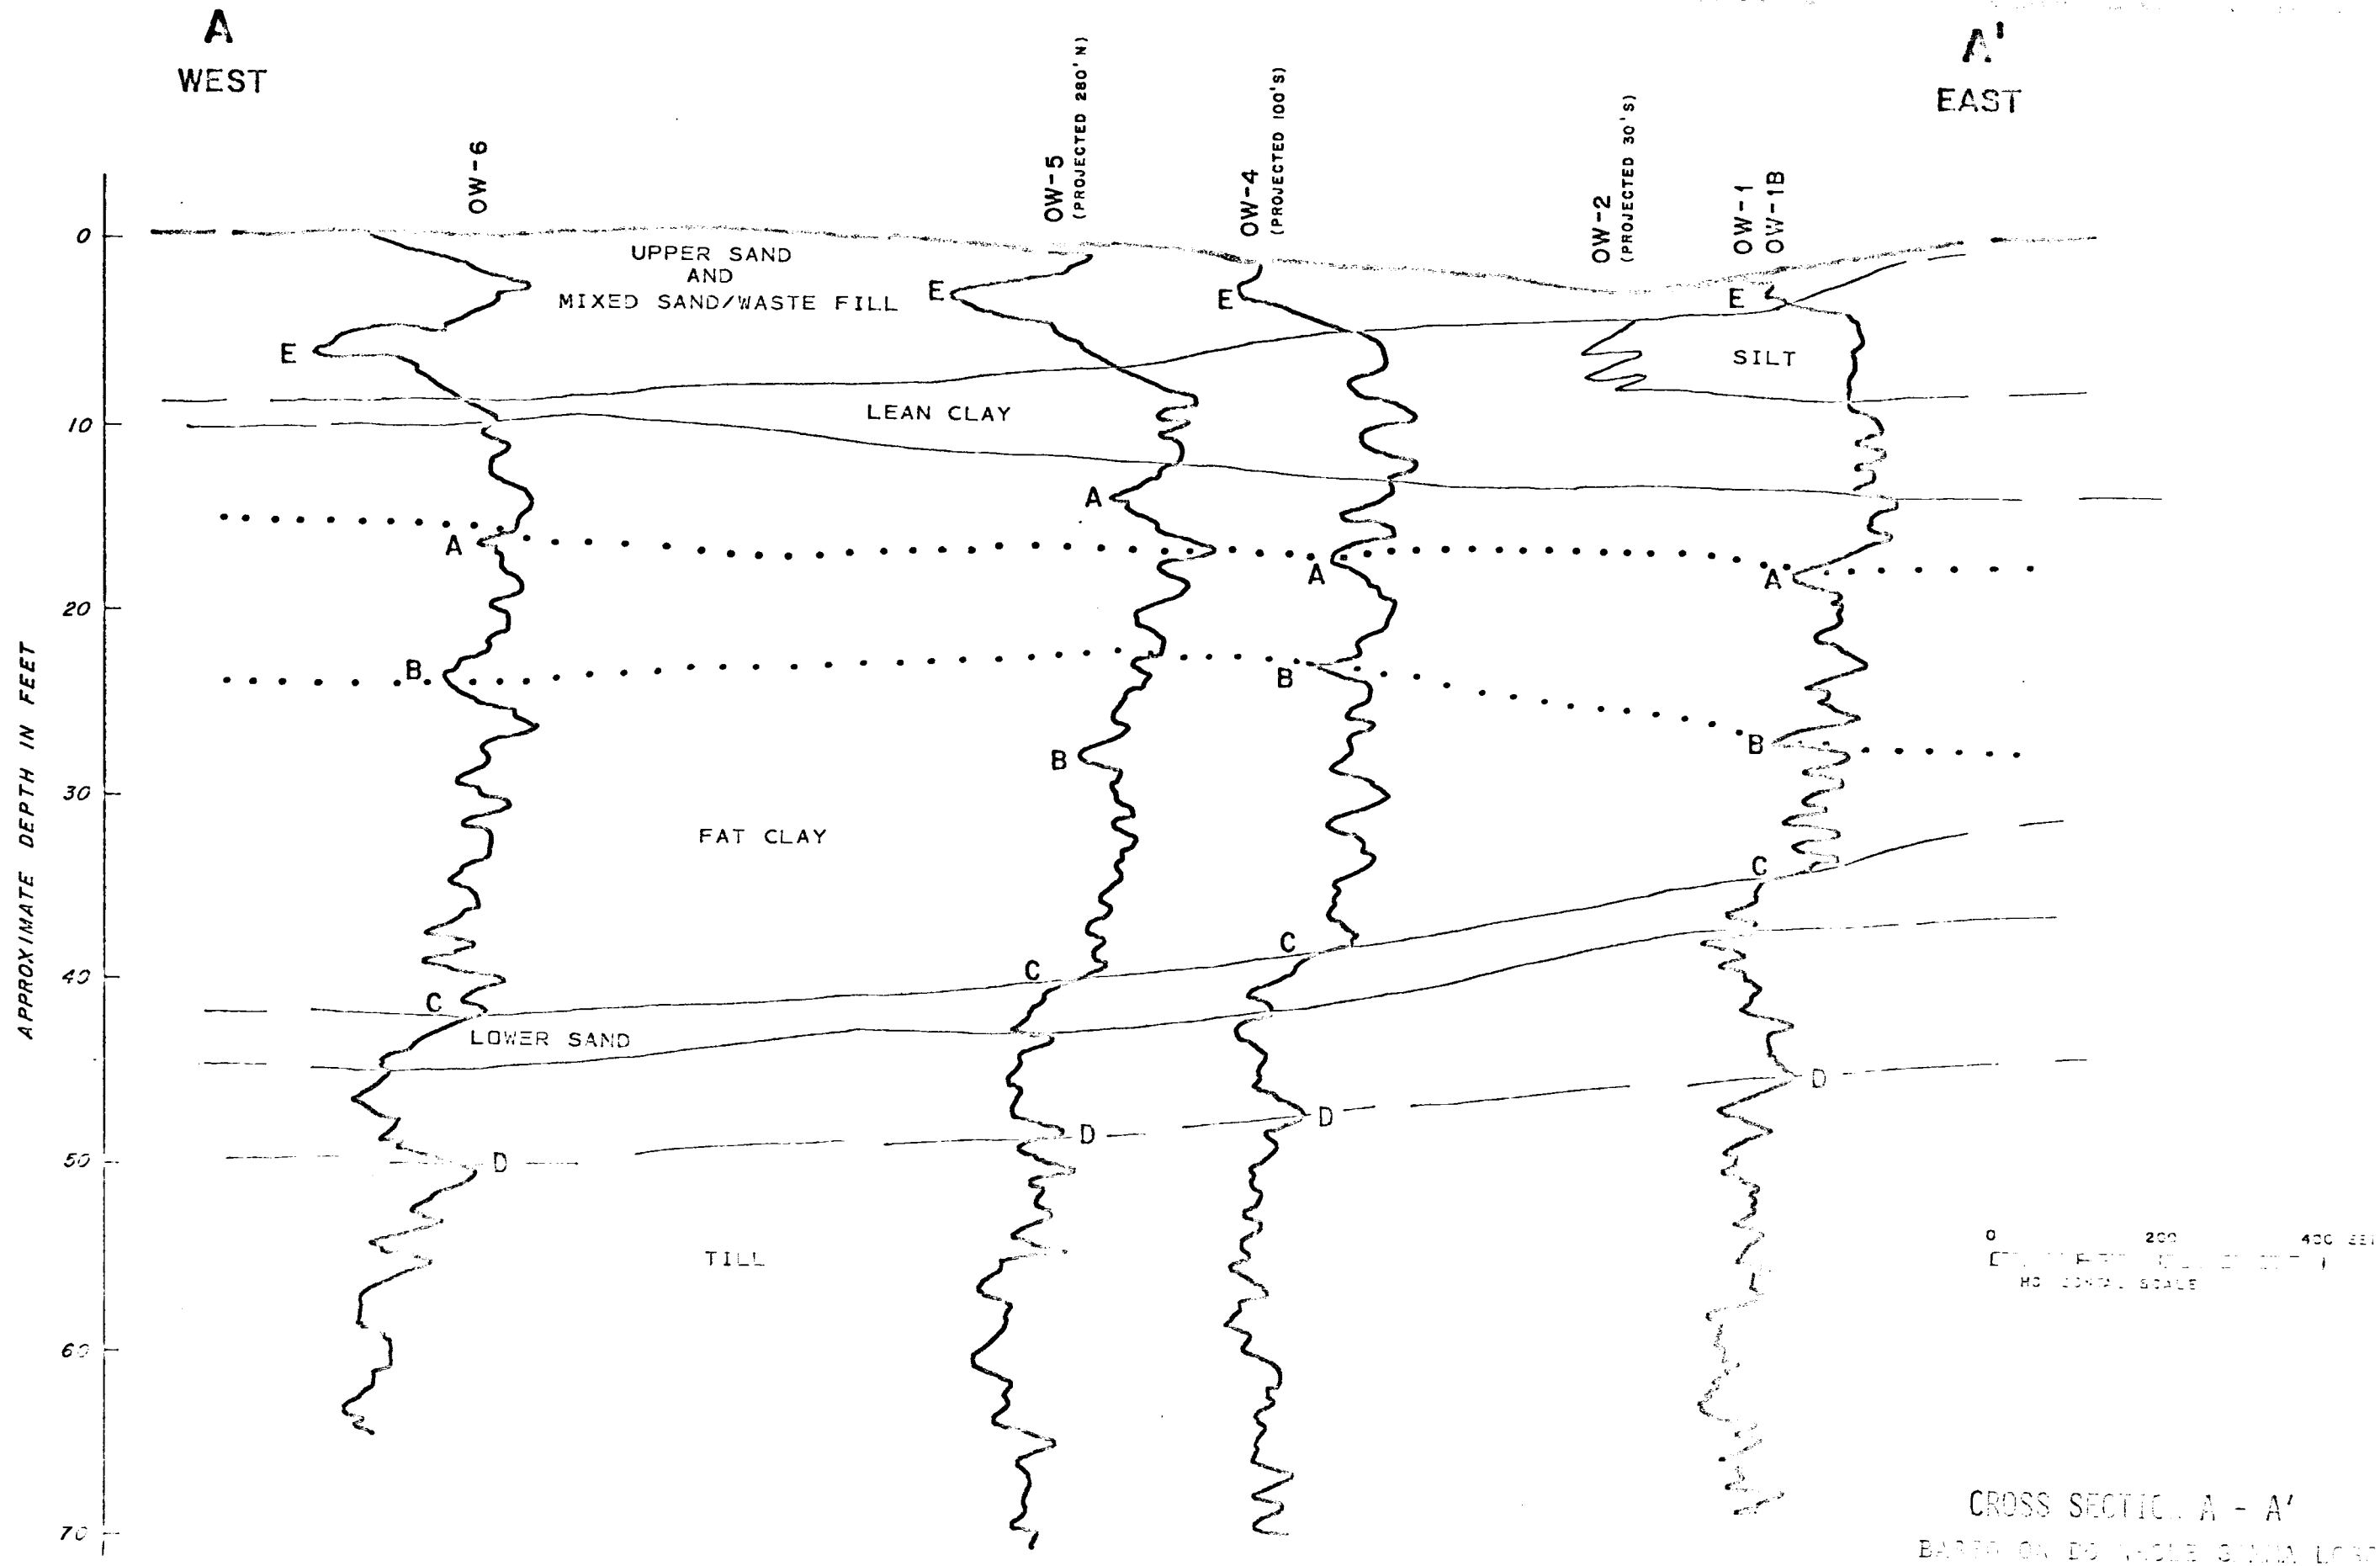 A
WEST
A'
EAST
OW-6
OW-5
(PROJECTED 280'N)
OW-4
(PROJECTED 100'S)
OW-2
(PROJECTED 30'S)
OW-1
OW-1B
APPROXIMATE DEPTH IN FEET
0
10
20
30
40
50
60
70
UPPER SAND
AND
MIXED SAND/WASTE FILL
E
E
E
E
SILT
LEAN CLAY
A
A
A
A
B
B
B
B
FAT CLAY
C
C
C
C
LOWER SAND
D
D
D
D
TILL
0 200 400
SCALE
CROSS A - A'